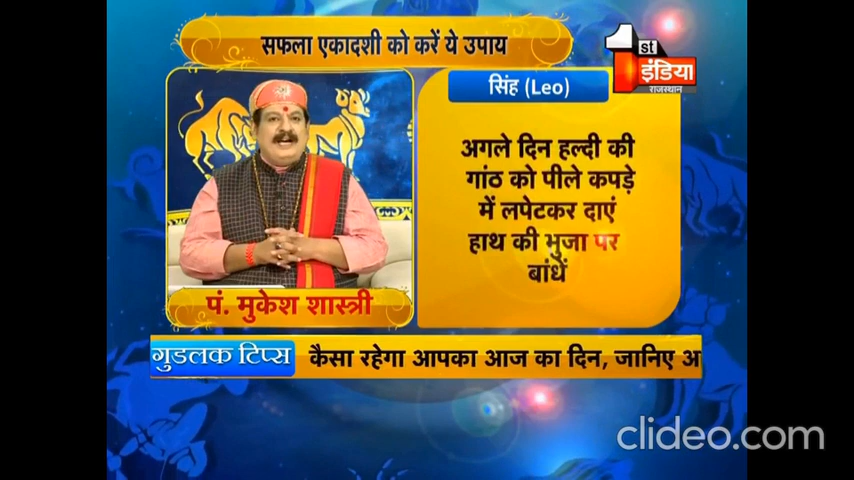 सफला एकादशी को करें ये उपाय
1st
इंडिया
राजस्थान
सिंह (Leo)
अगले दिन हल्दी की
गांठ को पीले कपड़े
में लपेटकर दाएं
हाथ की भुजा पर
बांधें
पं. मुकेश शास्त्री
गुडलक टिप्स
कैसा रहेगा आपका आज का दिन, जानिए अ
clideo.com